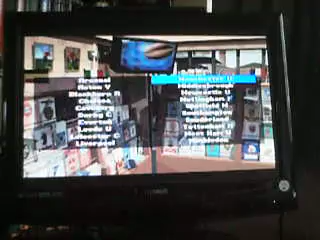 Arsenal
Aston V
Blackburn R
Chelsea
Coventry
Derby C
Everton
Leeds U
Leicester C
Liverpool
Manchester U
Middlesbrough
Newcastle U
Nottingham F
Sheffield W
Southampton
Sunderland
Tottenham H
West Ham U